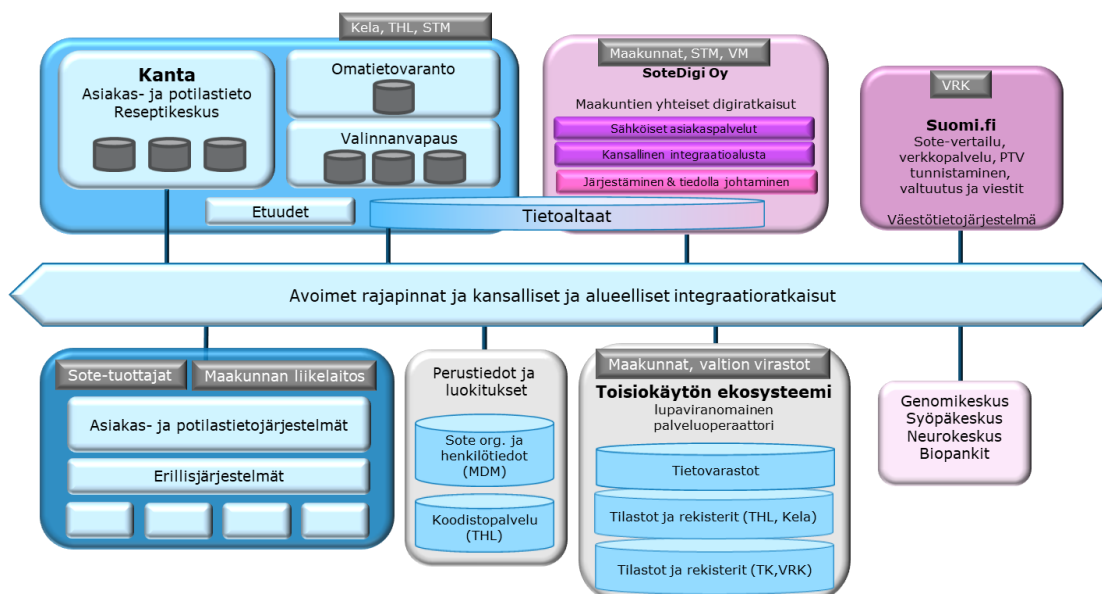 Kela, THL, STM
Kanta
Asiakas- ja potilastieto
Reseptikeskus
Omatietovaranto
Valinnanvapaus
Etuudet
Tietoaltaat
Maakunnat, STM, VM
SoteDigi Oy
Maakuntien yhteiset digiratkaisut
Sähköiset asiakaspalvelut
Kansallinen integraatioalusta
Järjestäminen & tiedolla johtaminen
VRK
Suomi.fi
Sote-vertailu,
verkkopalvelu, PTV
tunnistaminen,
valtuutus ja viestit
Väestötietojärjestelmä
Avoimet rajapinnat ja kansalliset ja alueelliset integraatioratkaisut
Sote-tuottajat
Maakunnan liikelaitos
Asiakas- ja potilastietojärjestelmät
Erillisjärjestelmät
Perustiedot ja
luokitukset
Sote org. ja
henkilötiedot
(MDM)
Koodistopalvelu
(THL)
Maakunnat, valtion virastot
Toisiokäytön ekosysteemi
lupaviranomainen
palveluoperaattori
Tietovarastot
Tilastot ja rekisterit (THL, Kela)
Tilastot ja rekisterit (TK,VRK)
Genomikeskus
Syöpäkeskus
Neurokeskus
Biopankit